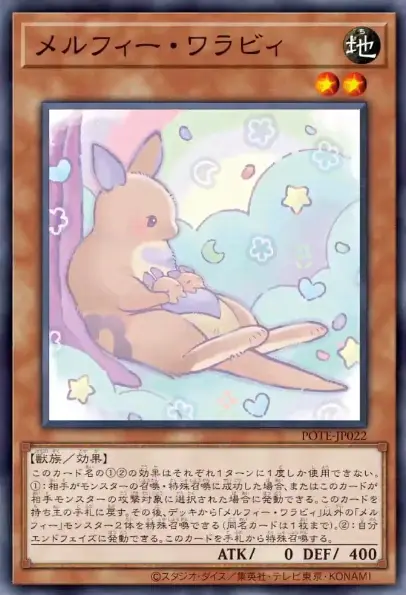 メルフィー・ワラビィ
地
POTE-JP022
【獣族／効果】
このカード名の①②の効果はそれぞれ1ターンに1度しか使用できない。
①：相手がモンスターの召喚・特殊召喚に成功した場合、またはこのカードが
相手モンスターの攻撃対象に選択された場合に発動できる。このカードを
持ち主の手札に戻す。その後、デッキから「メルフィー・ワラビィ」以外の「メル
フィー」モンスター2体を特殊召喚できる（同名カードは1枚まで）。②：自分
エンドフェイズに発動できる。このカードを手札から特殊召喚する。
ATK/ 0 DEF/ 400
©スタジオ・ダイス／集英社・テレビ東京・KONAMI